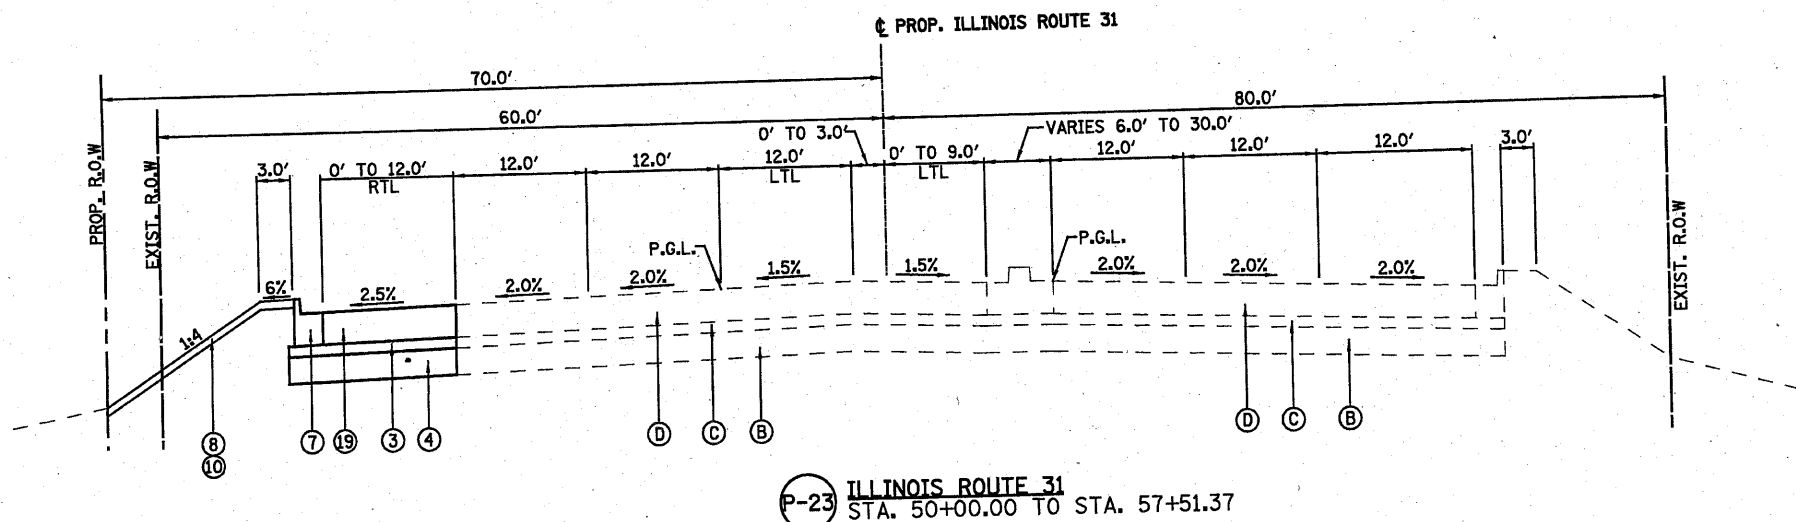 ℄ PROP. ILLINOIS ROUTE 31
70.0'
80.0'
60.0'
0' TO 3.0'
VARIES 6.0' TO 30.0'
3.0'
0' TO 12.0'
RTL
12.0'
12.0'
12.0'
LTL
0' TO 9.0'
LTL
12.0'
12.0'
12.0'
3.0'
PROP. R.O.W
EXIST. R.O.W
EXIST. R.O.W
P.G.L.
P.G.L.
1:4
6%
2.5%
2.0%
2.0%
1.5%
1.5%
2.0%
2.0%
2.0%
8
10
7
19
3
4
D
C
B
D
C
B
P-23
ILLINOIS ROUTE 31
STA. 50+00.00 TO STA. 57+51.37